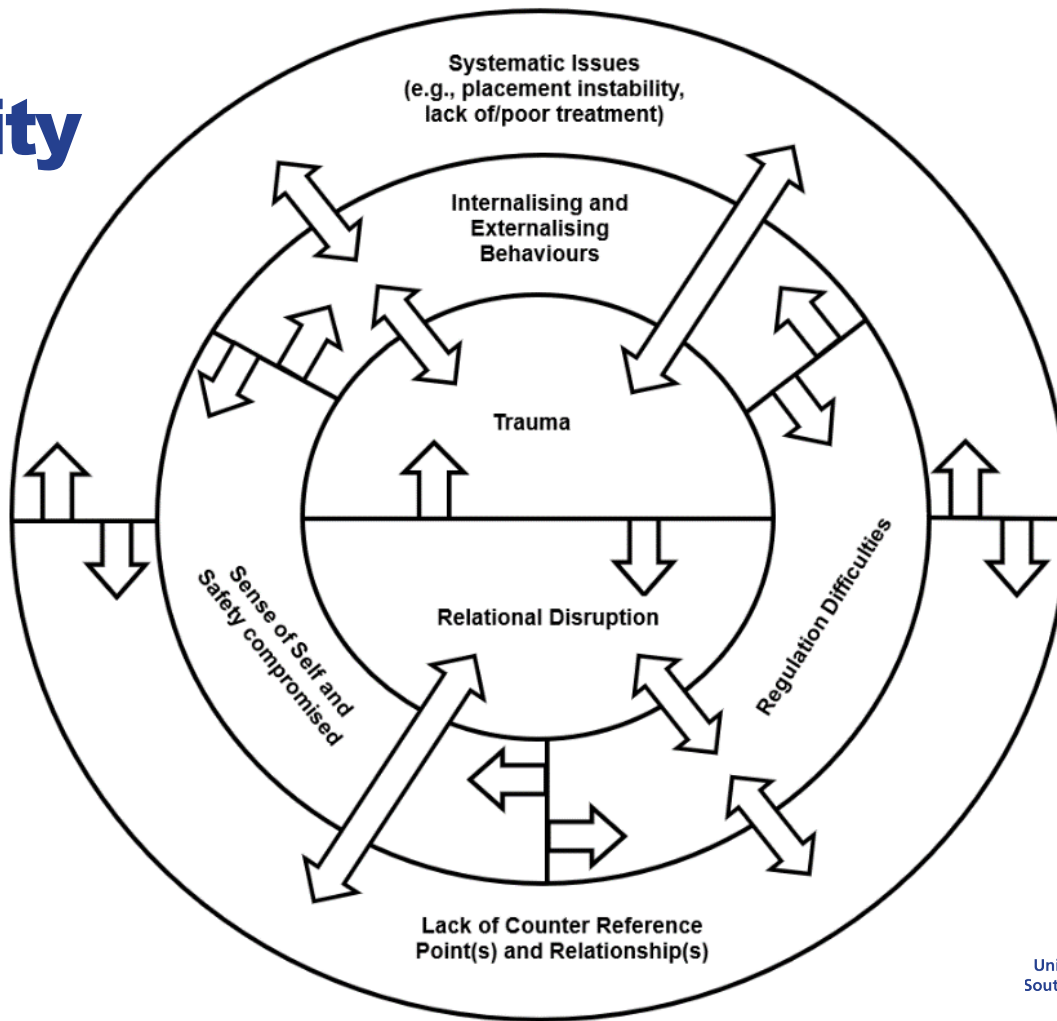 ity
Systematic Issues
(e.g., placement instability,
lack of/poor treatment)
Internalising and
Externalising
Behaviours
Trauma
Relational Disruption
Sense of Self and
Safety compromised
Regulation Difficulties
Lack of Counter Reference
Point(s) and Relationship(s)
Uni
Sout